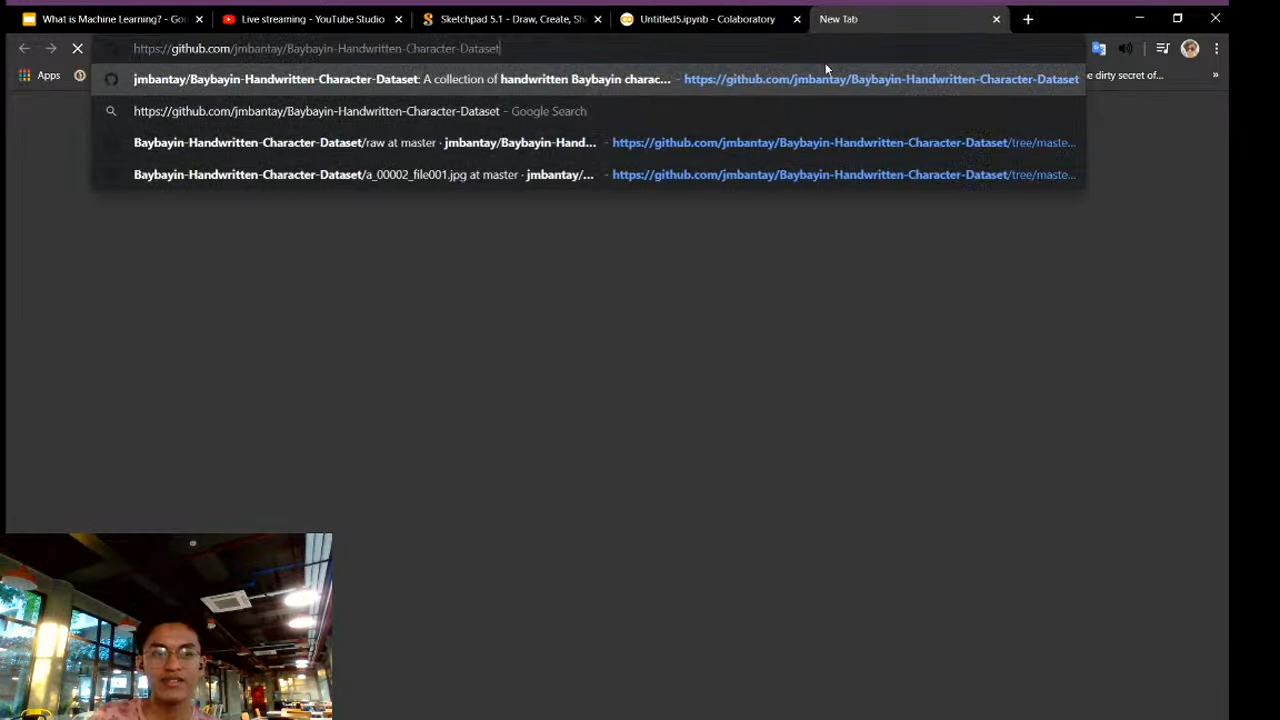 What is Machine Learning? - Goo
Live streaming - YouTube Studio
Sketchpad 5.1 - Draw, Create, Sh
Untitled5.ipynb - Colaboratory
New Tab
https://github.com/jmbantay/Baybayin-Handwritten-Character-Dataset
Apps
e dirty secret of...
»
jmbantay/Baybayin-Handwritten-Character-Dataset: A collection of handwritten Baybayin charac... - https://github.com/jmbantay/Baybayin-Handwritten-Character-Dataset
https://github.com/jmbantay/Baybayin-Handwritten-Character-Dataset - Google Search
Baybayin-Handwritten-Character-Dataset/raw at master · jmbantay/Baybayin-Hand... - https://github.com/jmbantay/Baybayin-Handwritten-Character-Dataset/tree/maste...
Baybayin-Handwritten-Character-Dataset/a_00002_file001.jpg at master · jmbantay/... - https://github.com/jmbantay/Baybayin-Handwritten-Character-Dataset/tree/maste...